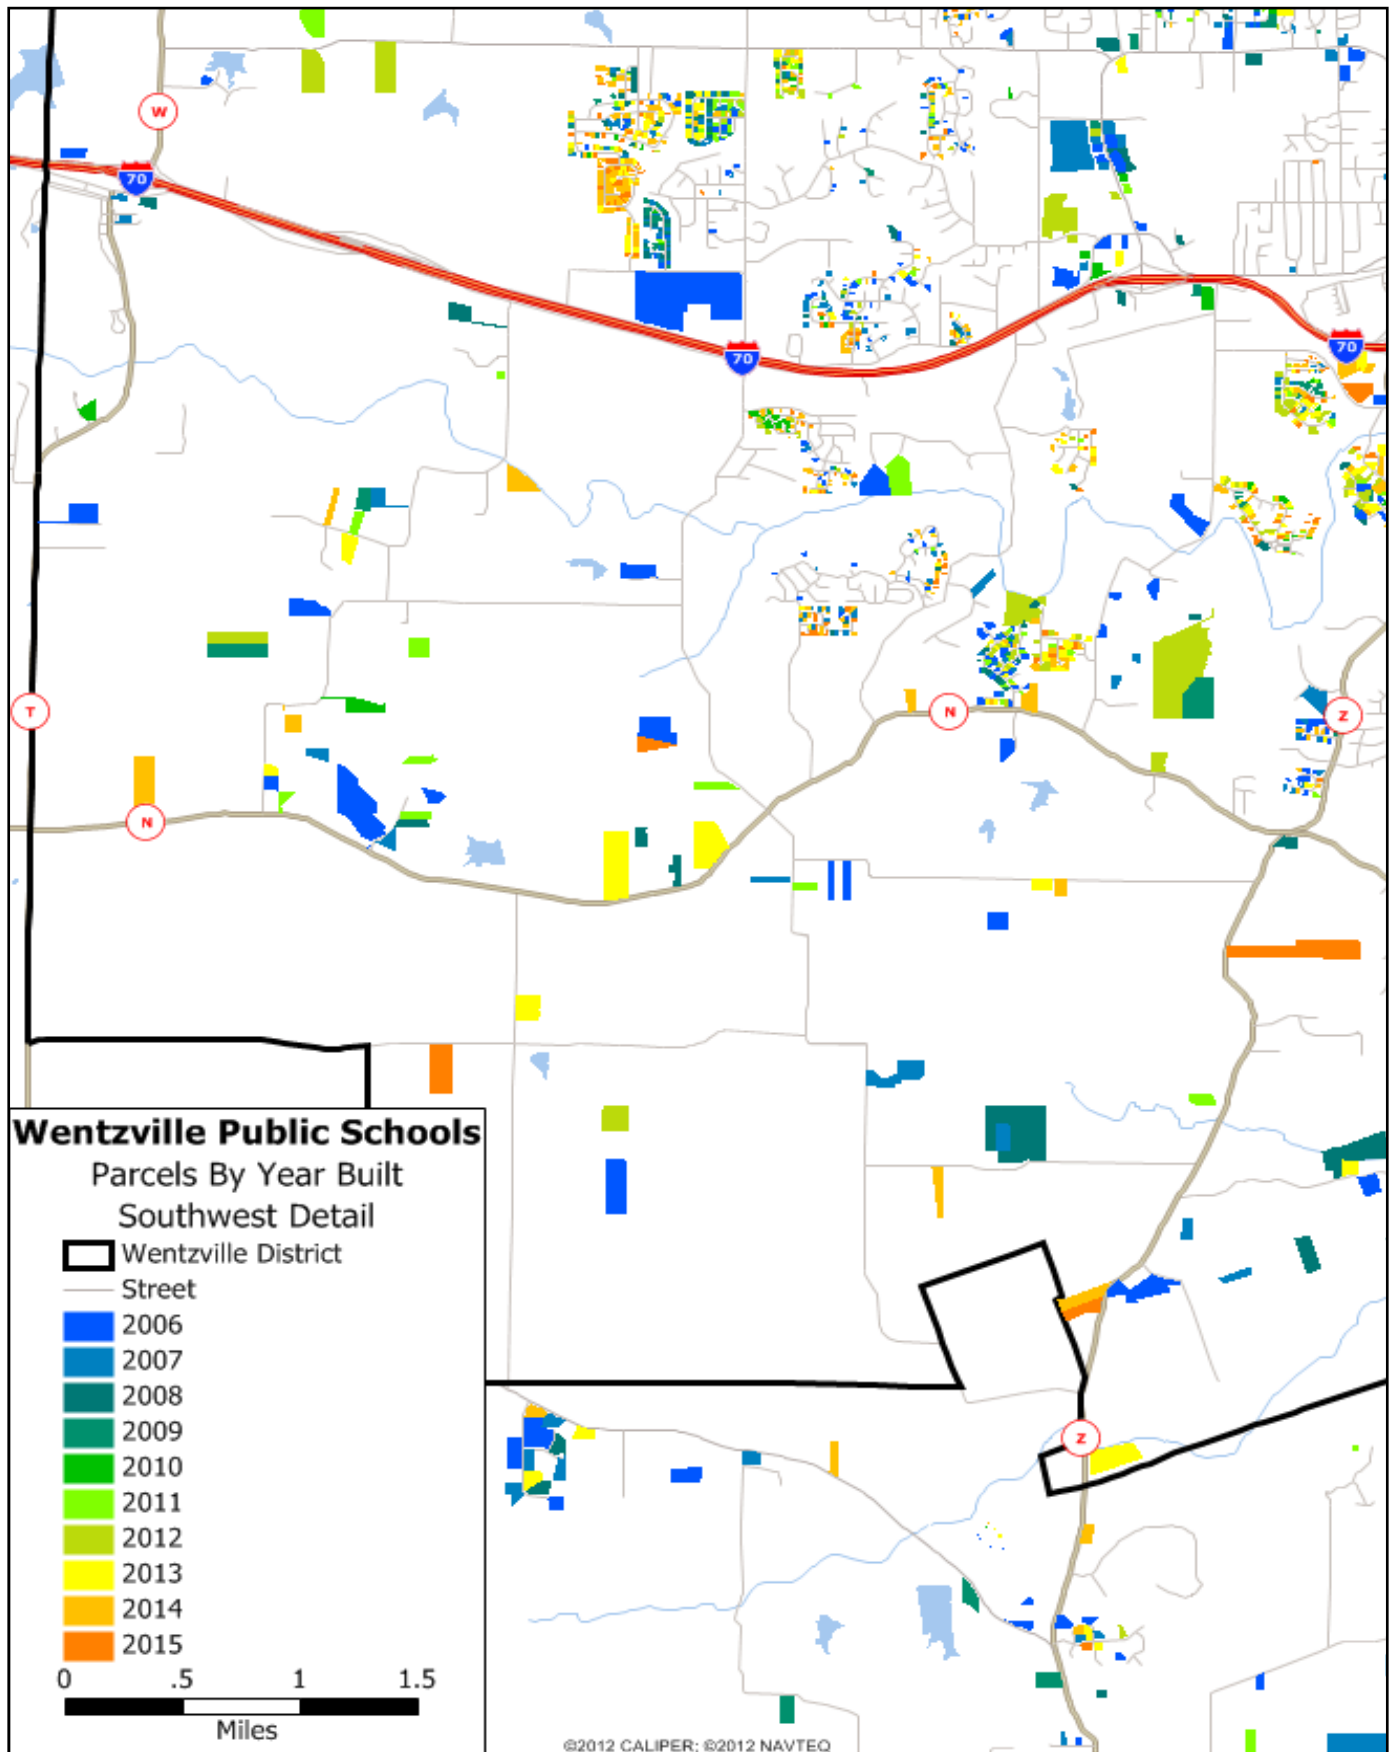 W
70
70
70
T
N
Z
N
Wentzville Public Schools
Parcels By Year Built
Southwest Detail
Wentzville District
Street
2006
2007
2008
2009
2010
2011
2012
2013
2014
2015
0 .5 1 1.5
Miles
Z
©2012 CALIPER; ©2012 NAVTEQ